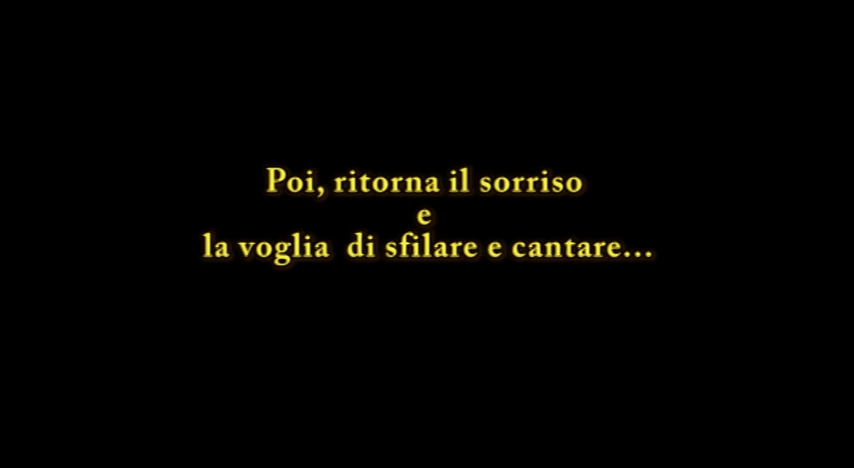 Poi, ritorna il sorriso
e
la voglia  di sfilare e cantare...